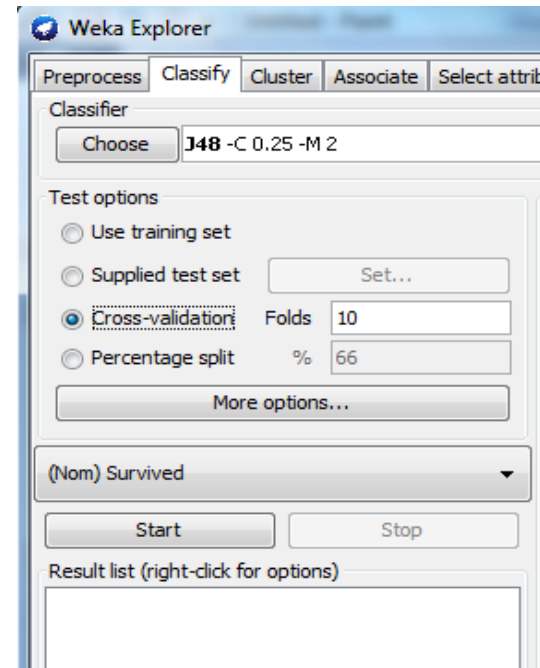 Weka Explorer
Preprocess Classify Cluster Associate Select attrib
Classifier
Choose J48 -C 0.25 -M 2
Test options
Use training set
Supplied test set Set...
Cross-validation Folds 10
Percentage split % 66
More options...
(Nom) Survived
Start Stop
Result list (right-click for options)